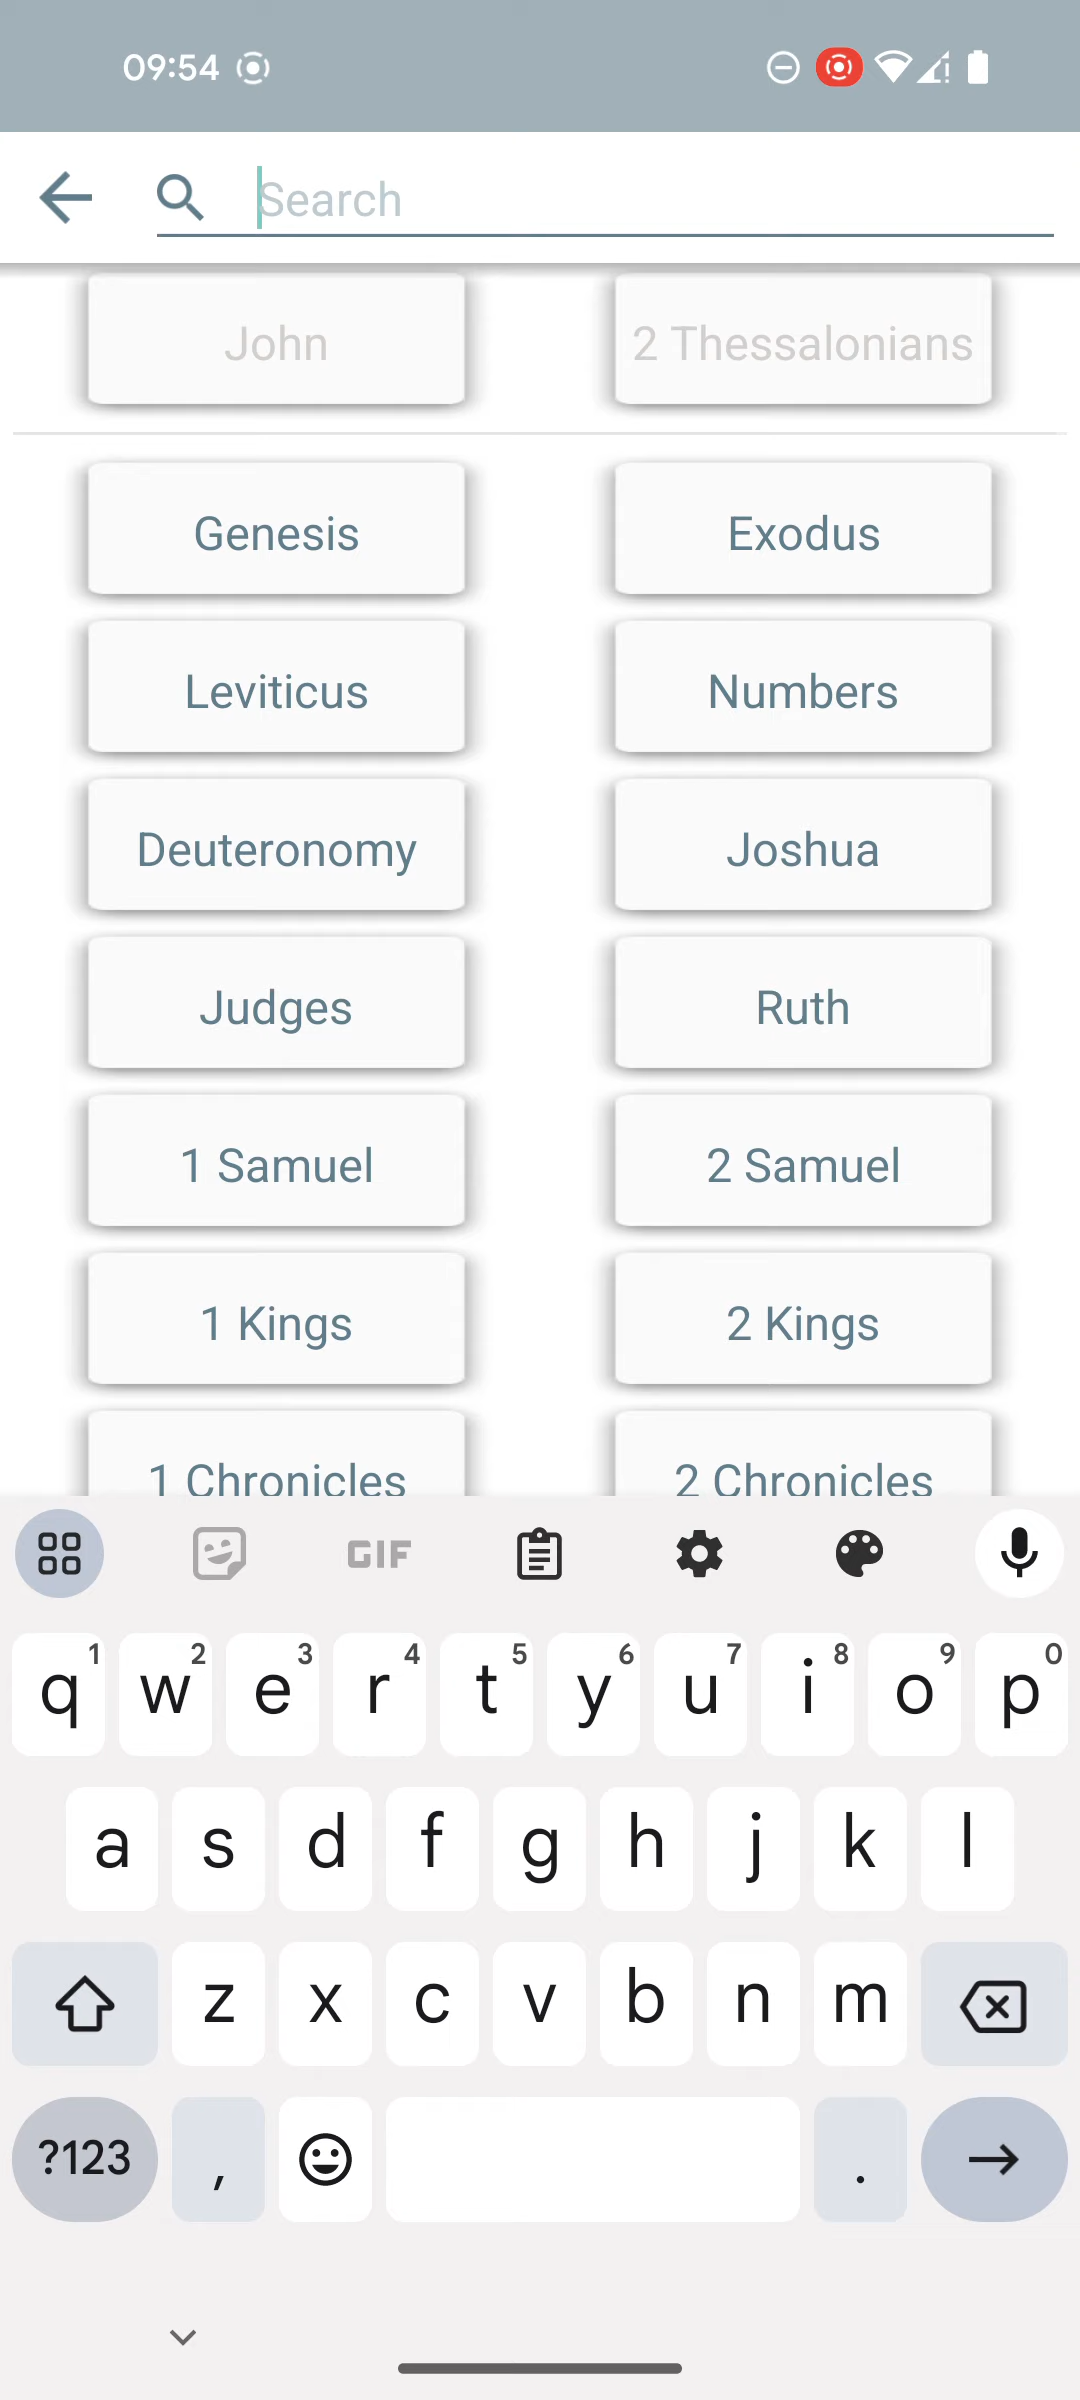 09:54
Search
John 2 Thessalonians
Genesis Exodus
Leviticus Numbers
Deuteronomy Joshua
Judges Ruth
1 Samuel 2 Samuel
1 Kings 2 Kings
1 Chronicles 2 Chronicles
GIF
q1 w2 e3 r4 t5 y6 u7 i8 o9 p0
a s d f g h j k l
z x c v b n m
?123 , .